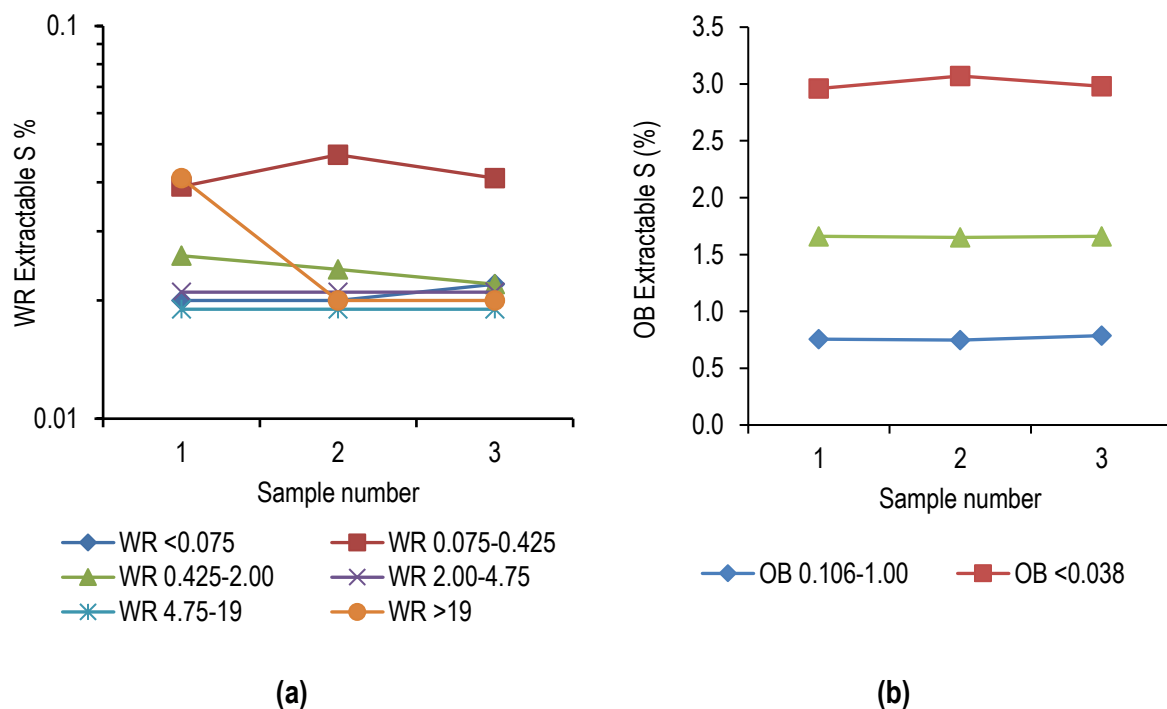 0.1
0.01
WR Extractable S %
1 2 3
Sample number
WR <0.075 WR 0.075-0.425
WR 0.425-2.00 WR 2.00-4.75
WR 4.75-19 WR >19
(a)
3.5
3.0
2.5
2.0
1.5
1.0
0.5
0.0
OB Extractable S (%)
1 2 3
Sample number
OB 0.106-1.00 OB <0.038
(b)